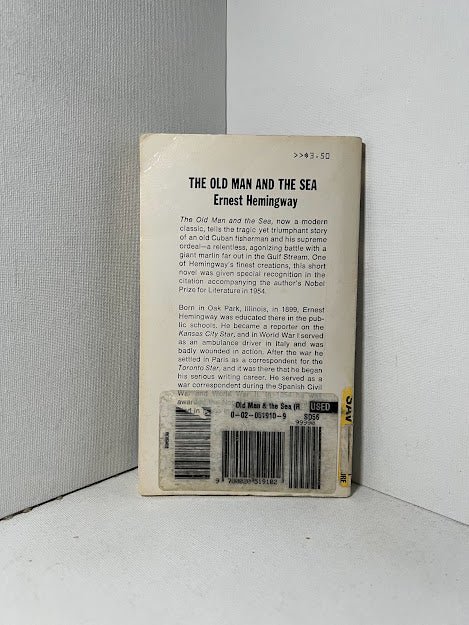 >>$3.50
THE OLD MAN AND THE SEA
Ernest Hemingway
The Old Man and the Sea, now a modern
classic, tells the tragic yet triumphant story
of an old Cuban fisherman and his supreme
ordeal—a relentless, agonizing battle with a
giant marlin far out in the Gulf Stream. One
of Hemingway's finest creations, this short
novel was given special recognition in the
citation accompanying the author's Nobel
Prize for Literature in 1954.
Born in Oak Park, Illinois, in 1899, Ernest
Hemingway was educated there in the pub-
lic schools. He became a reporter on the
Kansas City Star, and in World War I served
as an ambulance driver in Italy and was
badly wounded in action. After the war he
settled in Paris as a correspondent for the
Toronto Star, and it was there that he began
his serious writing career. He served as a
war correspondent during the Spanish Civil
War and World War
awarded the
Old Man & the Sea (R
USED
0-02-051910-9
99990
SAV